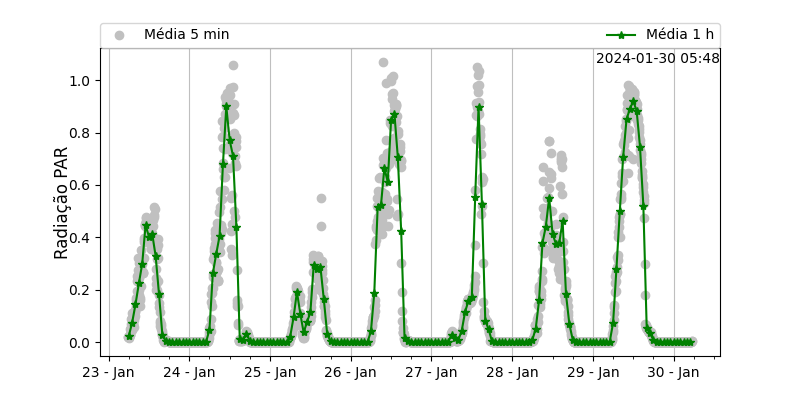 Média 5 min
Média 1 h
2024-01-30 05:48
Radiação PAR
1.0
0.8
0.6
0.4
0.2
0.0
23 - Jan
24 - Jan
25 - Jan
26 - Jan
27 - Jan
28 - Jan
29 - Jan
30 - Jan